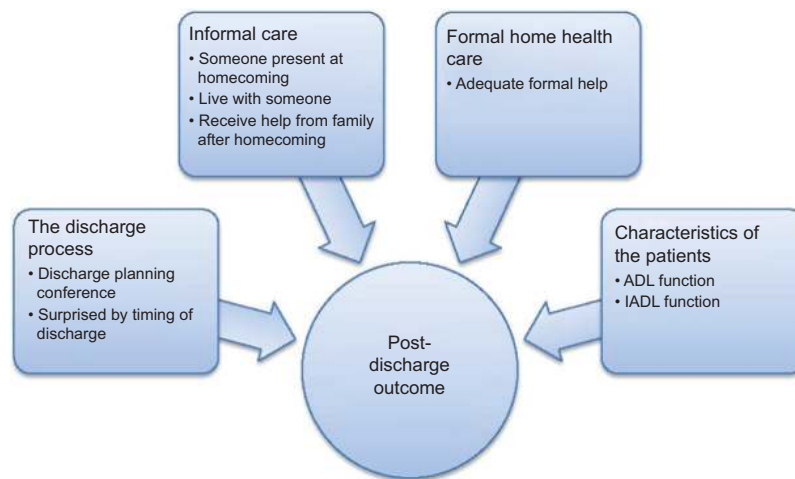 Informal care
• Someone present at
homecoming
• Live with someone
• Receive help from family
after homecoming
Formal home health
care
• Adequate formal help
The discharge
process
• Discharge planning
conference
• Surprised by timing of
discharge
Characteristics of
the patients
• ADL function
• IADL function
Post-
discharge
outcome